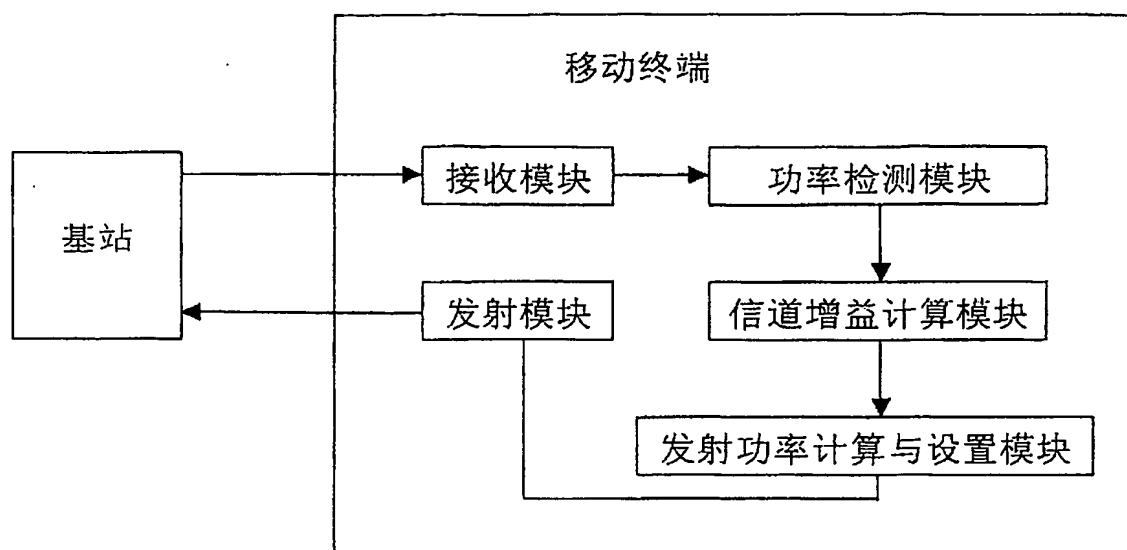 移动终端
接收模块
功率检测模块
基站
发射模块
信道增益计算模块
发射功率计算与设置模块